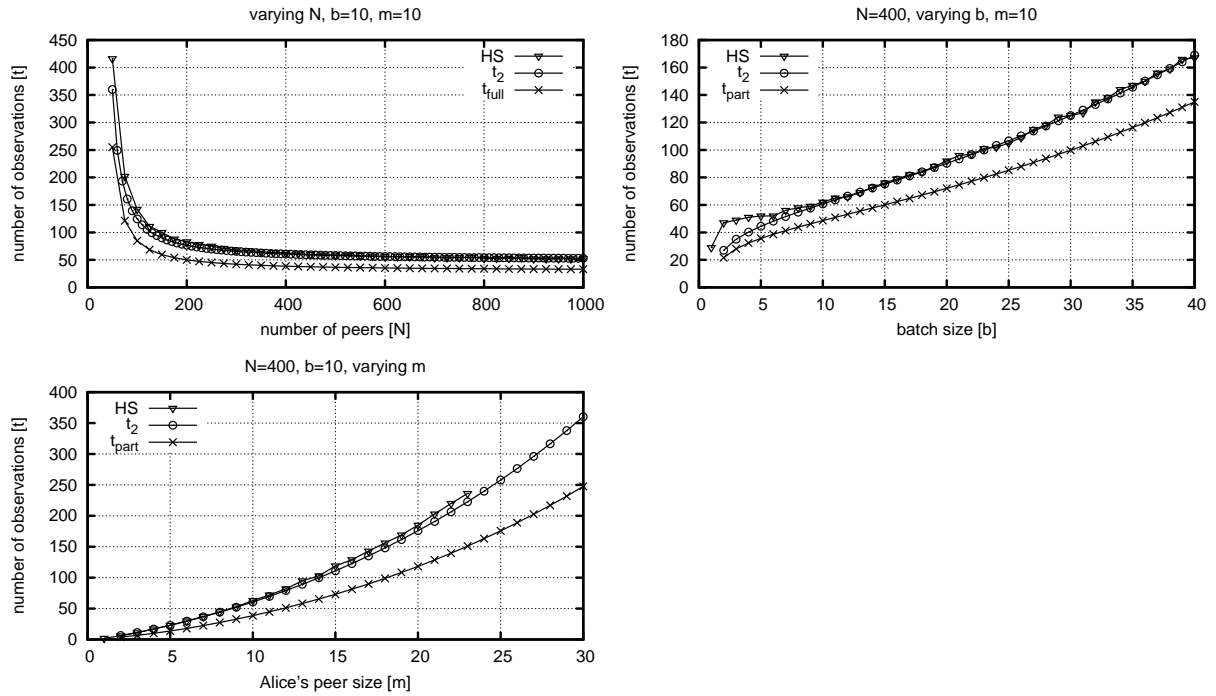 varying N, b=10, m=10
number of observations [t]
450
400
350
300
250
200
150
100
50
0
HS
t2
tfull
0 200 400 600 800 1000
number of peers [N]
N=400, varying b, m=10
number of observations [t]
180
160
140
120
100
80
60
40
20
0
HS
t2
tpart
0 5 10 15 20 25 30 35 40
batch size [b]
N=400, b=10, varying m
number of observations [t]
400
350
300
250
200
150
100
50
0
HS
t2
tpart
0 5 10 15 20 25 30
Alice's peer size [m]